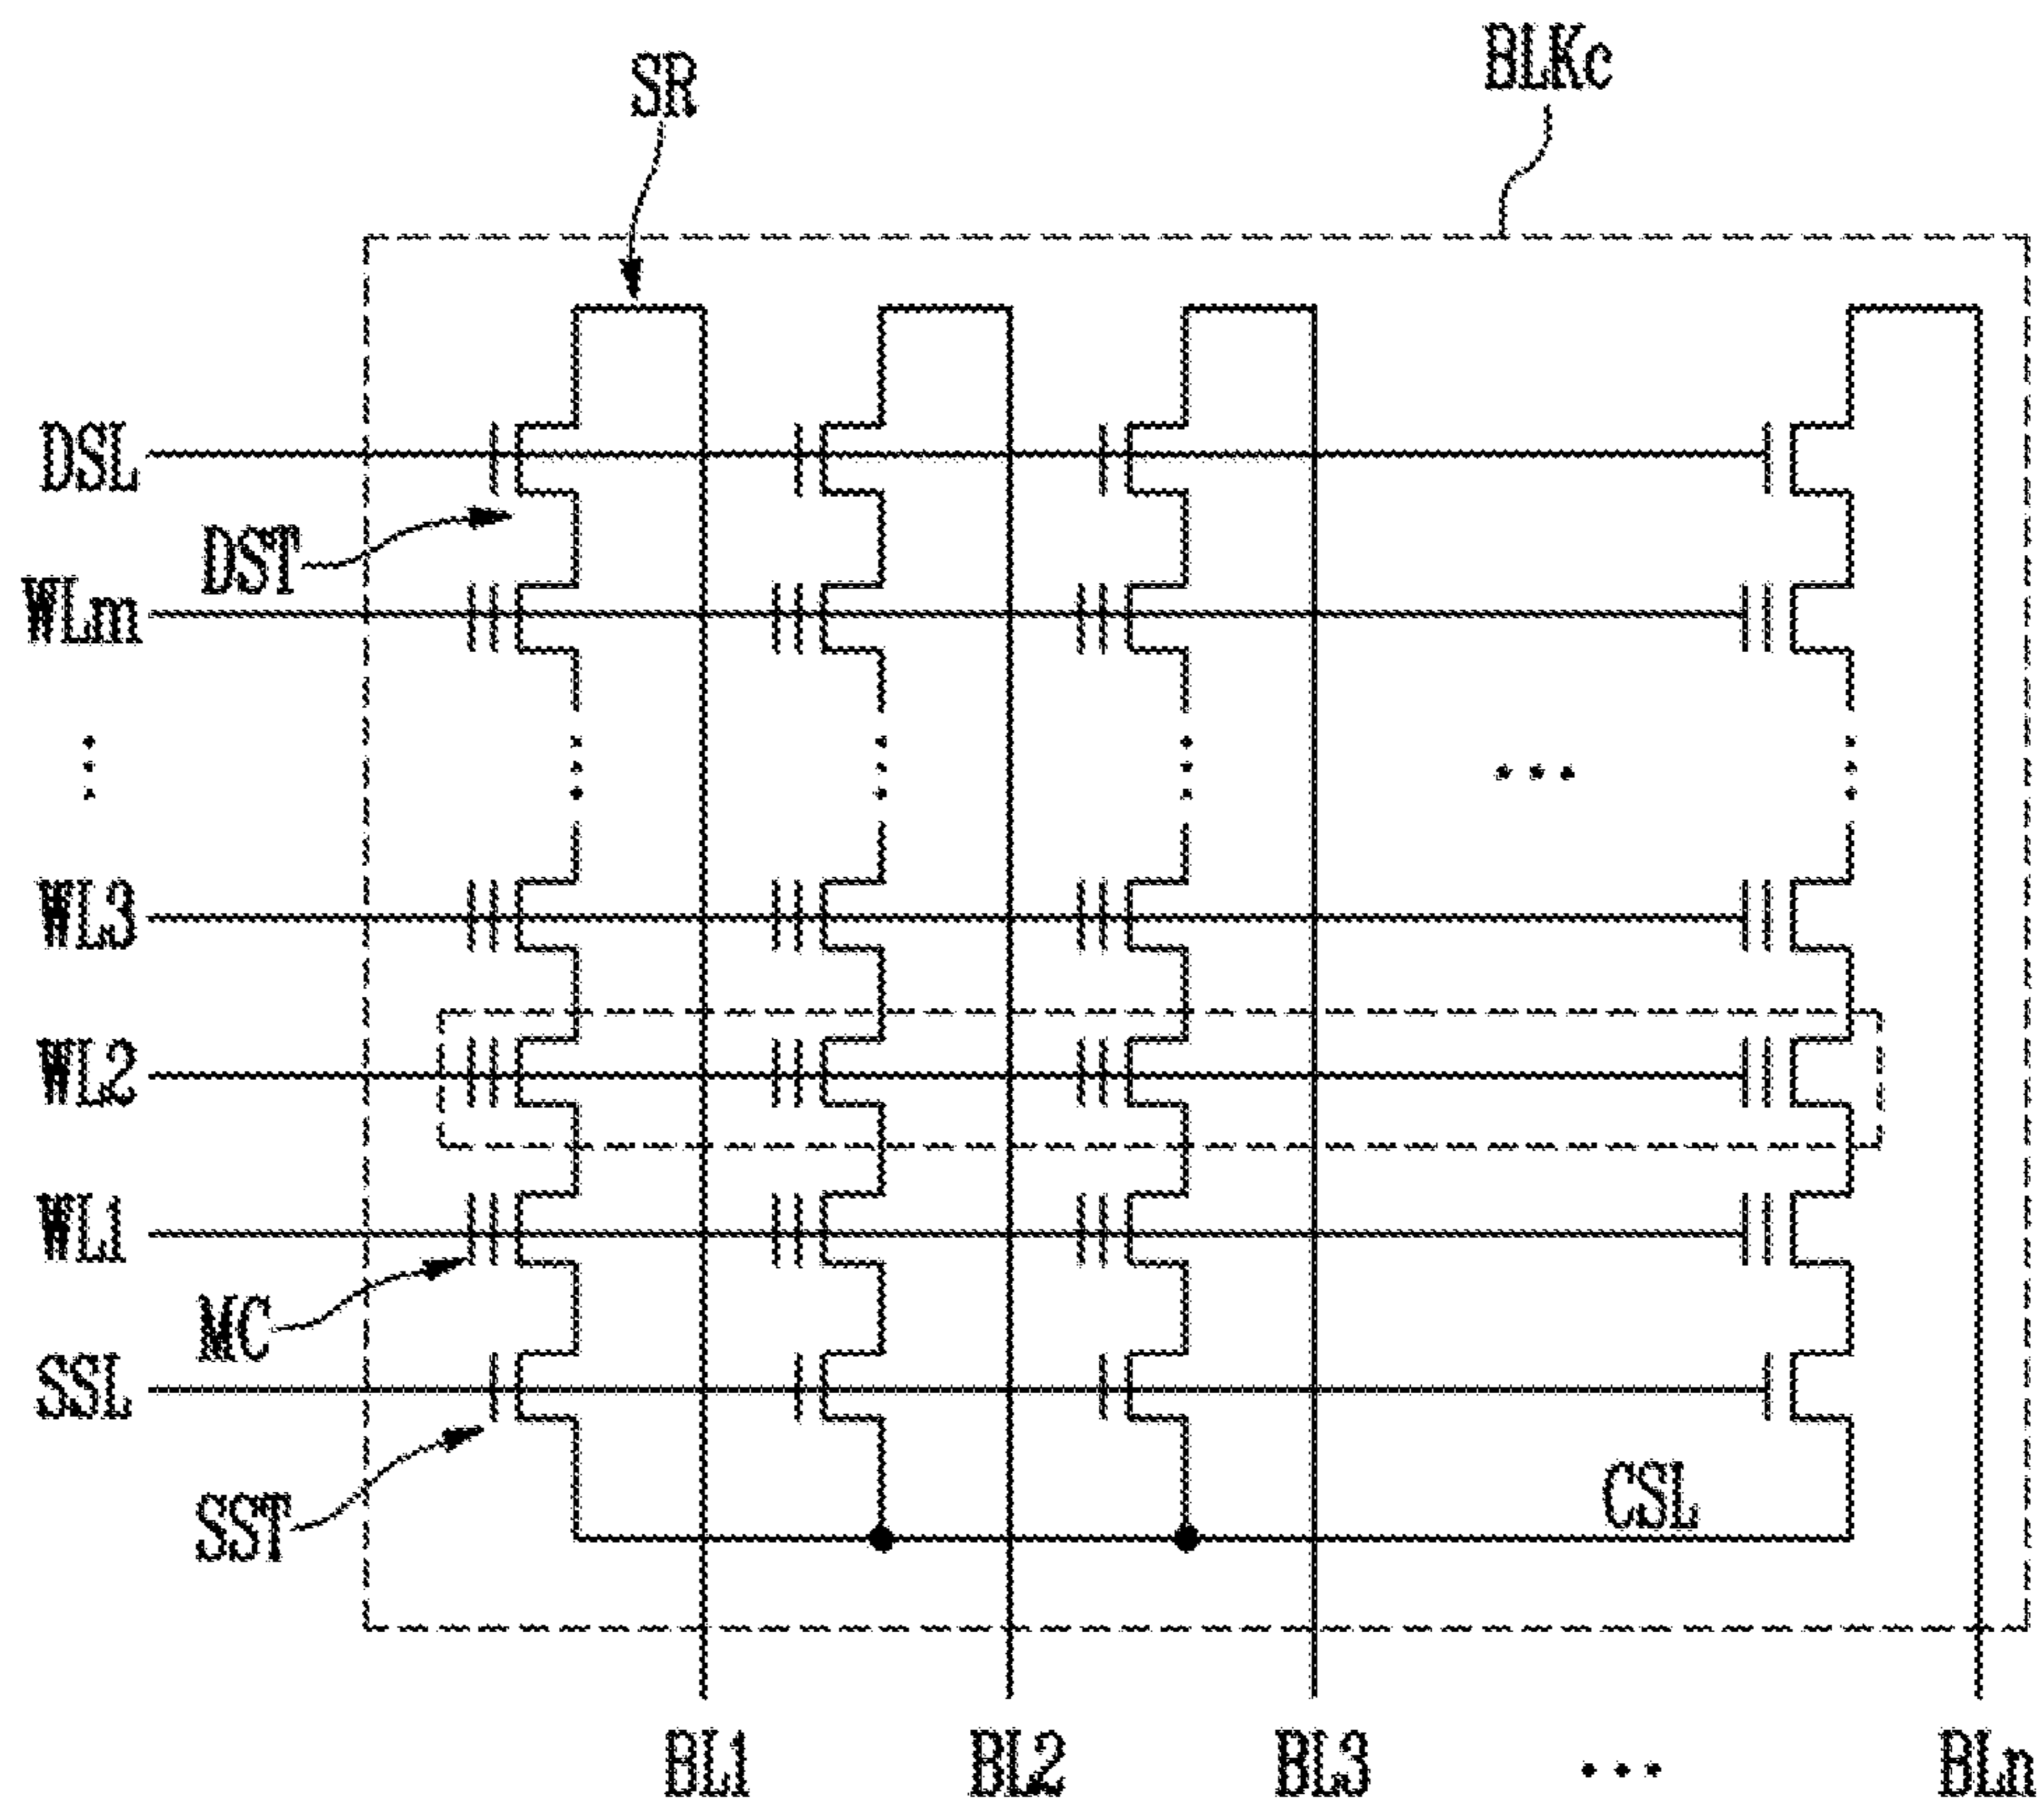 SR
BLKc
DSL
DST
WLm
⋮
...
WL3
WL2
WL1
MC
SSL
SST
CSL
BL1 BL2 BL3 ... BLn